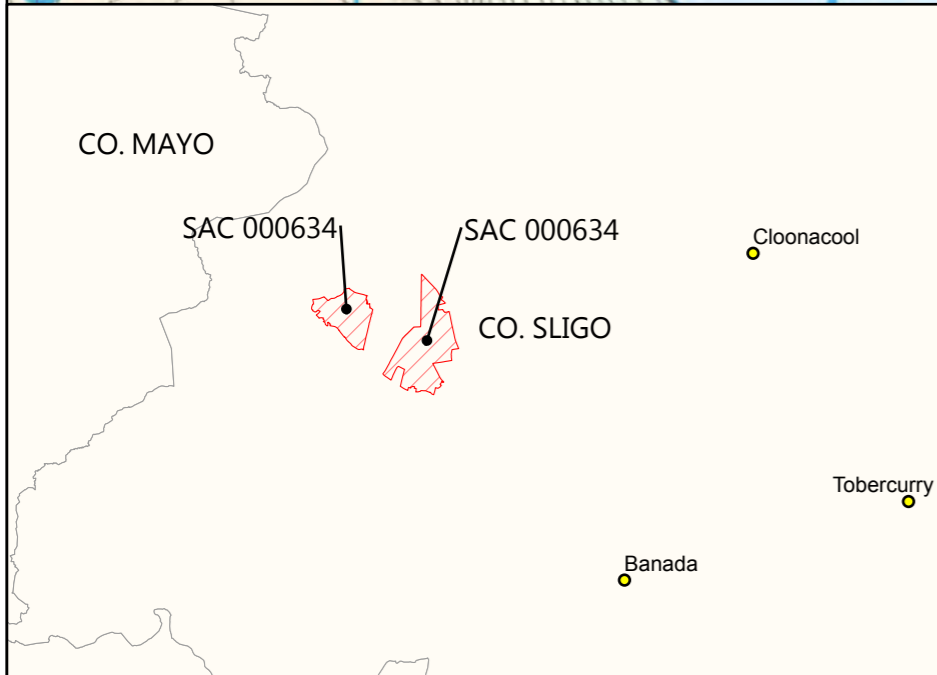 CO. MAYO
SAC 000634
SAC 000634
Cloonacool
CO. SLIGO
Tobercurry
Banada